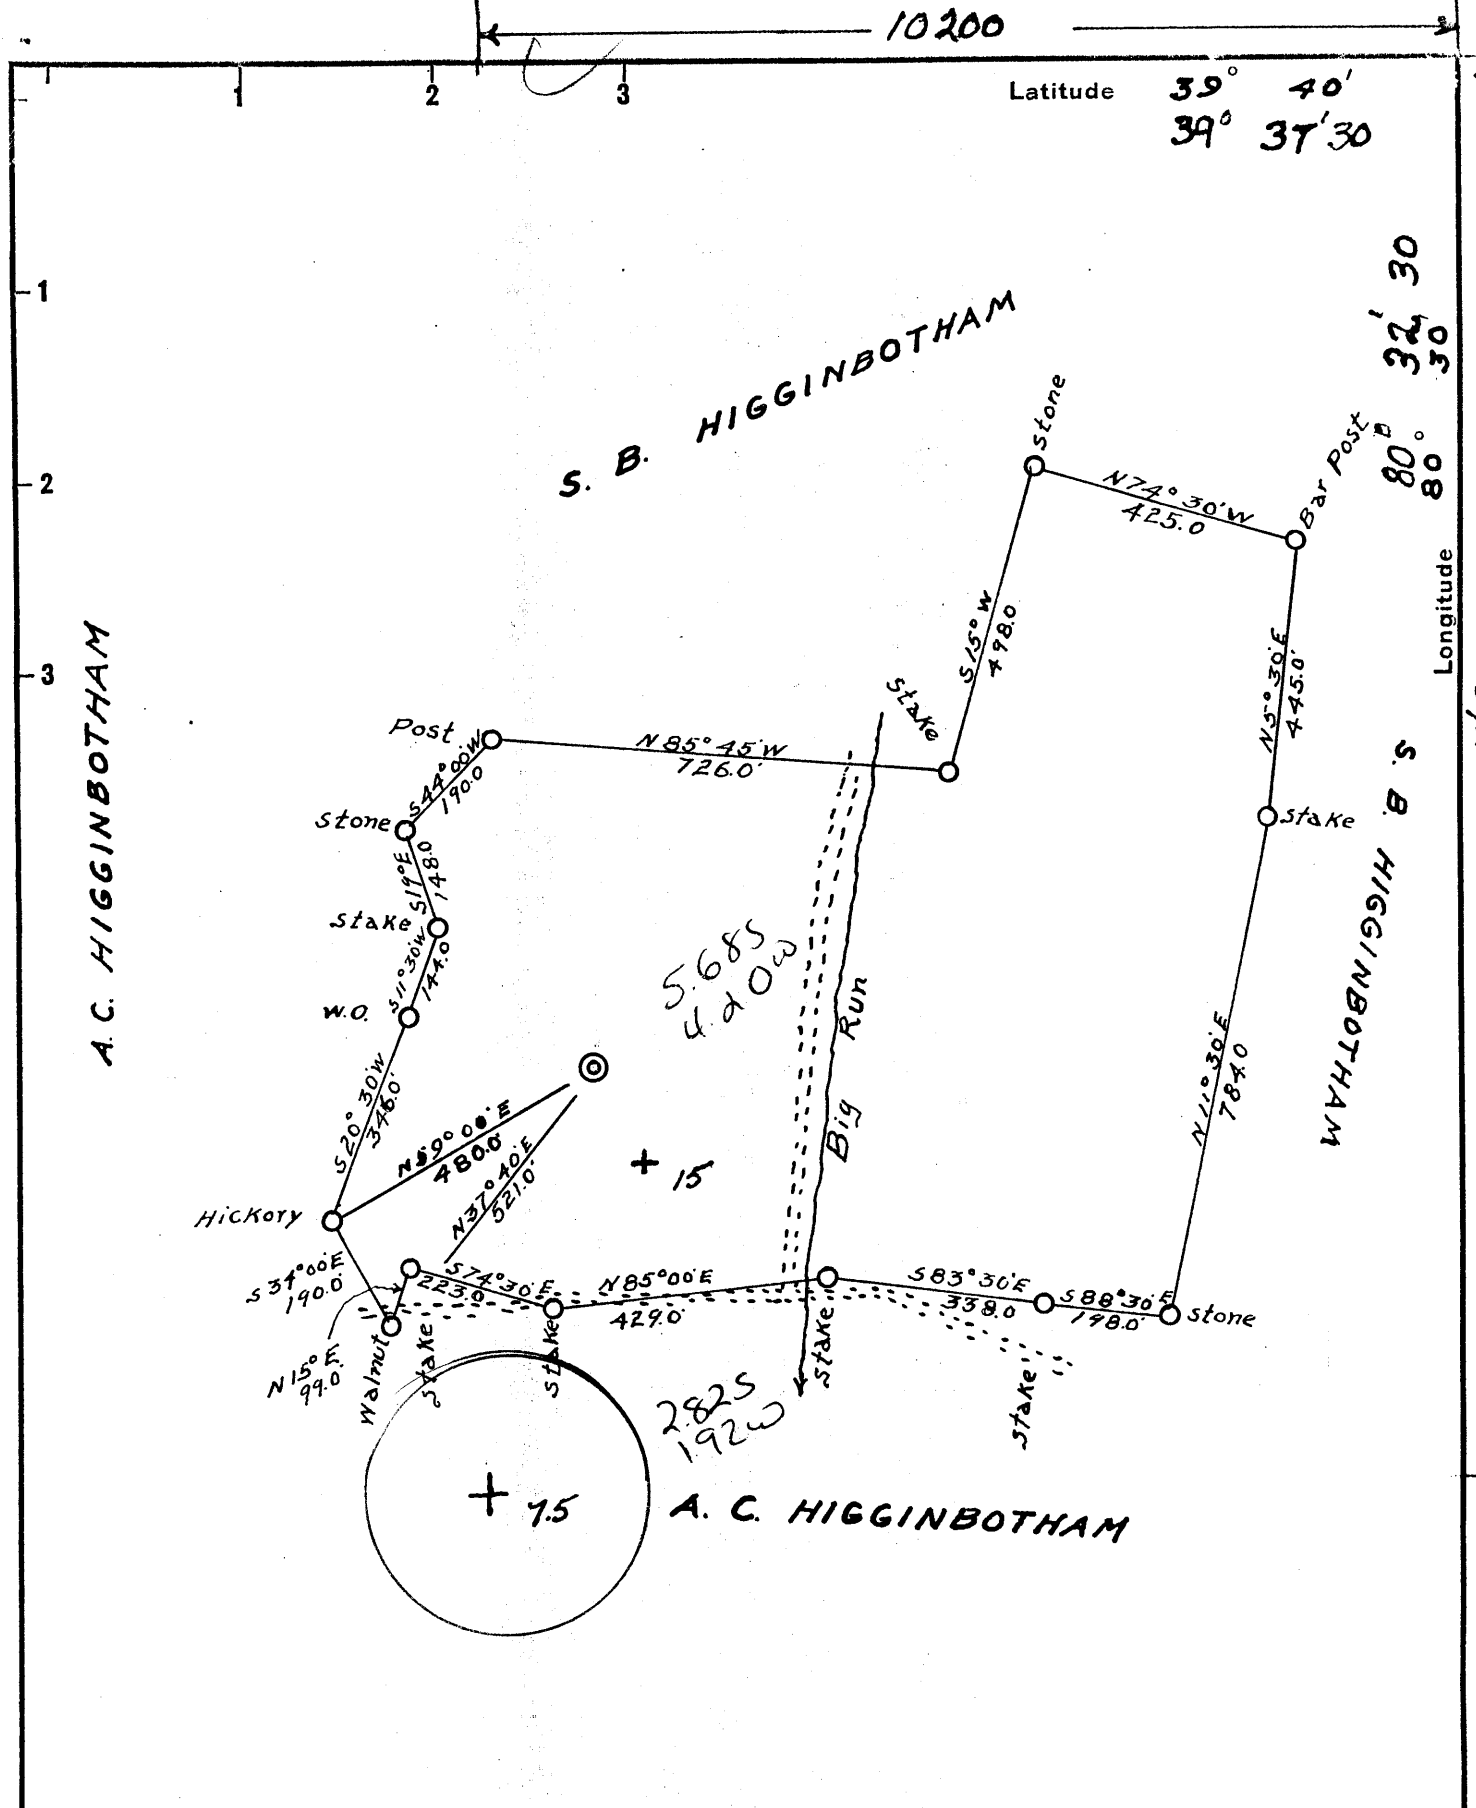 10200
1
2
3
Latitude 39° 40'
39° 37'30
1
2
3
80° 32' 30
80° 30
Longitude
S. B. HIGGINBOTHAM
A. C. HIGGINBOTHAM
S. B. HIGGINBOTHAM
stone
N74°30'W
425.0
Bar Post
S15°W
498.0
N5°30'E
445.0'
stake
Stake
Post
N85°45'W
726.0'
S44°00'W
190.0
Stone
S19°E
148.0
Stake
S11°30'W
144.0
W.O.
S20°30'W
346.0'
5.68S
4.20W
Big Run
N11°30'E
784.0
N59°00'E
480.0'
N37°40'E
521.0'
+ 15
Hickory
S34°00'E
190.0'
N15°E
99.0'
Walnut
S74°30'E
223.0
stake
N85°00'E
429.0'
stake
S83°30'E
338.0
stake
S88°30'E
198.0'
stone
stake
2.82S
1.92W
+ 7.5
A. C. HIGGINBOTHAM